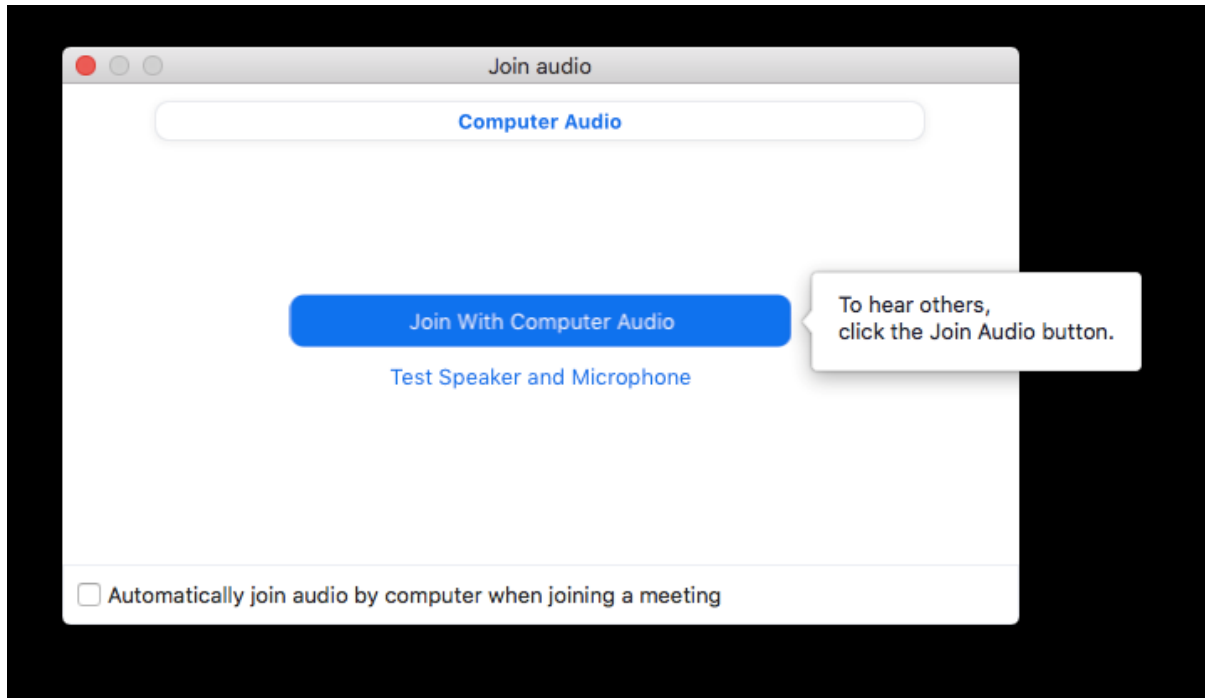 Join audio
Computer Audio
Join With Computer Audio
To hear others,
click the Join Audio button.
Test Speaker and Microphone
Automatically join audio by computer when joining a meeting